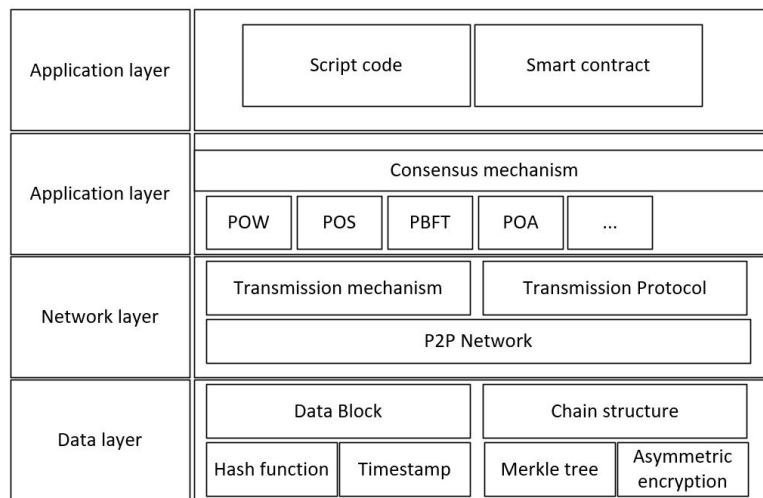 Application layer
Script code
Smart contract
Application layer
Consensus mechanism
POW
POS
PBFT
POA
...
Network layer
Transmission mechanism
Transmission Protocol
P2P Network
Data layer
Data Block
Chain structure
Hash function
Timestamp
Merkle tree
Asymmetric
encryption